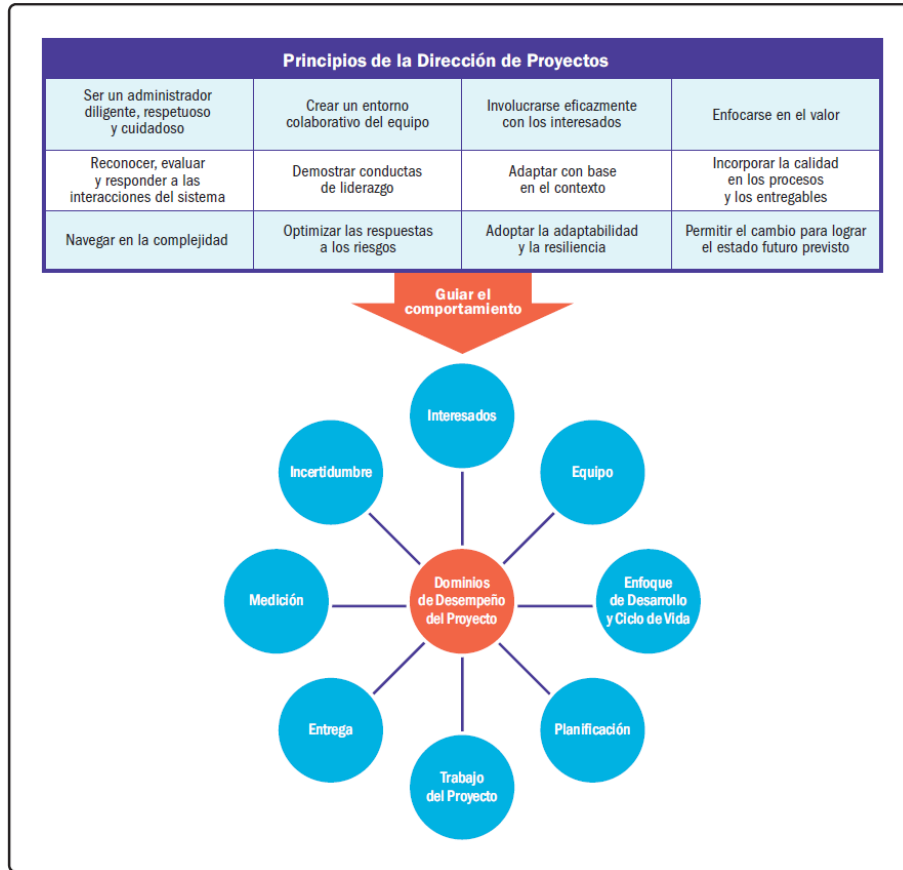 Principios de la Dirección de Proyectos
Ser un administrador
diligente, respetuoso
y cuidadoso
Crear un entorno
colaborativo del equipo
Involucrarse eficazmente
con los interesados
Enfocarse en el valor
Reconocer, evaluar
y responder a las
interacciones del sistema
Demostrar conductas
de liderazgo
Adaptar con base
en el contexto
Incorporar la calidad
en los procesos
y los entregables
Navegar en la complejidad
Optimizar las respuestas
a los riesgos
Adoptar la adaptabilidad
y la resiliencia
Permitir el cambio para lograr
el estado futuro previsto
Guiar el
comportamiento
Interesados
Incertidumbre
Equipo
Medición
Dominios
de Desempeño
del Proyecto
Enfoque
de Desarrollo
y Ciclo de Vida
Entrega
Planificación
Trabajo
del Proyecto